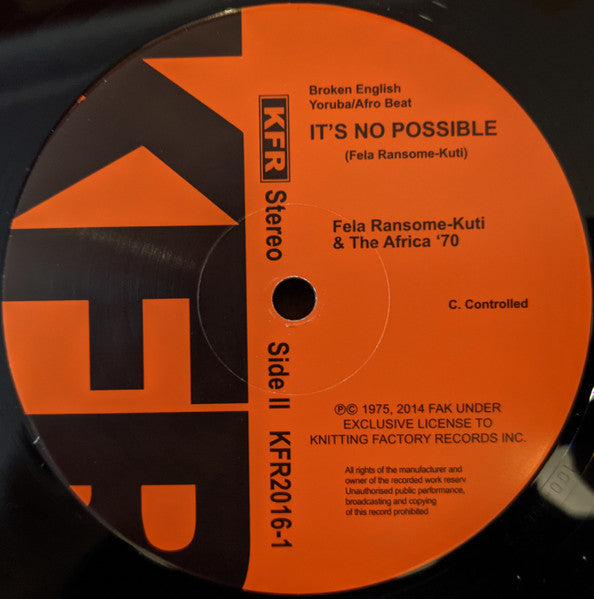 Broken English
Yoruba/Afro Beat
IT'S NO POSSIBLE
(Fela Ransome-Kuti)
Fela Ransome-Kuti
& The Africa '70
C. Controlled
℗© 1975, 2014 FAK UNDER
EXCLUSIVE LICENSE TO
KNITTING FACTORY RECORDS INC.
All rights of the manufacturer and
owner of the recorded work reserv
Unauthorised public performance,
broadcasting and copying
of this record prohibited
KFR Stereo Side II KFR2016-1
KFR